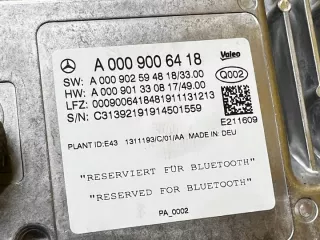 A 000 900 64 18
Valeo
SW: A 000 902 59 48 18/33.00
Q002
HW: A 000 901 33 08 17/49.00
LFZ: 0009006418481911131213
S/N: C31392191914501559
E211609
PLANT ID:E43 1311193/C/01/AA MADE IN: DEU
"RESERVIERT FÜR BLUETOOTH"
"RESERVED FOR BLUETOOTH"
PA_0002